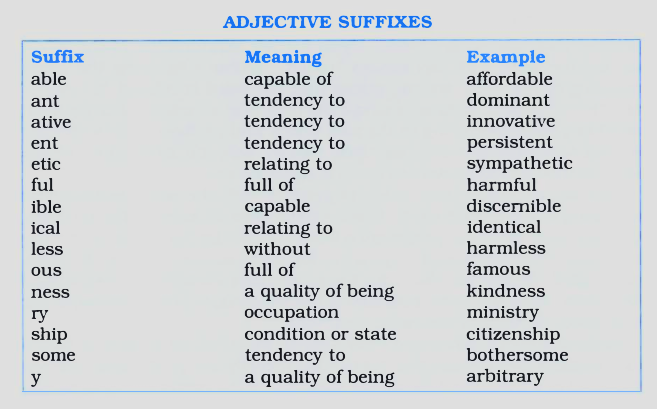 ADJECTIVE SUFFIXES
Suffix Meaning Example
able capable of affordable
ant tendency to dominant
ative tendency to innovative
ent tendency to persistent
etic relating to sympathetic
ful full of harmful
ible capable discernible
ical relating to identical
less without harmless
ous full of famous
ness a quality of being kindness
ry occupation ministry
ship condition or state citizenship
some tendency to bothersome
y a quality of being arbitrary